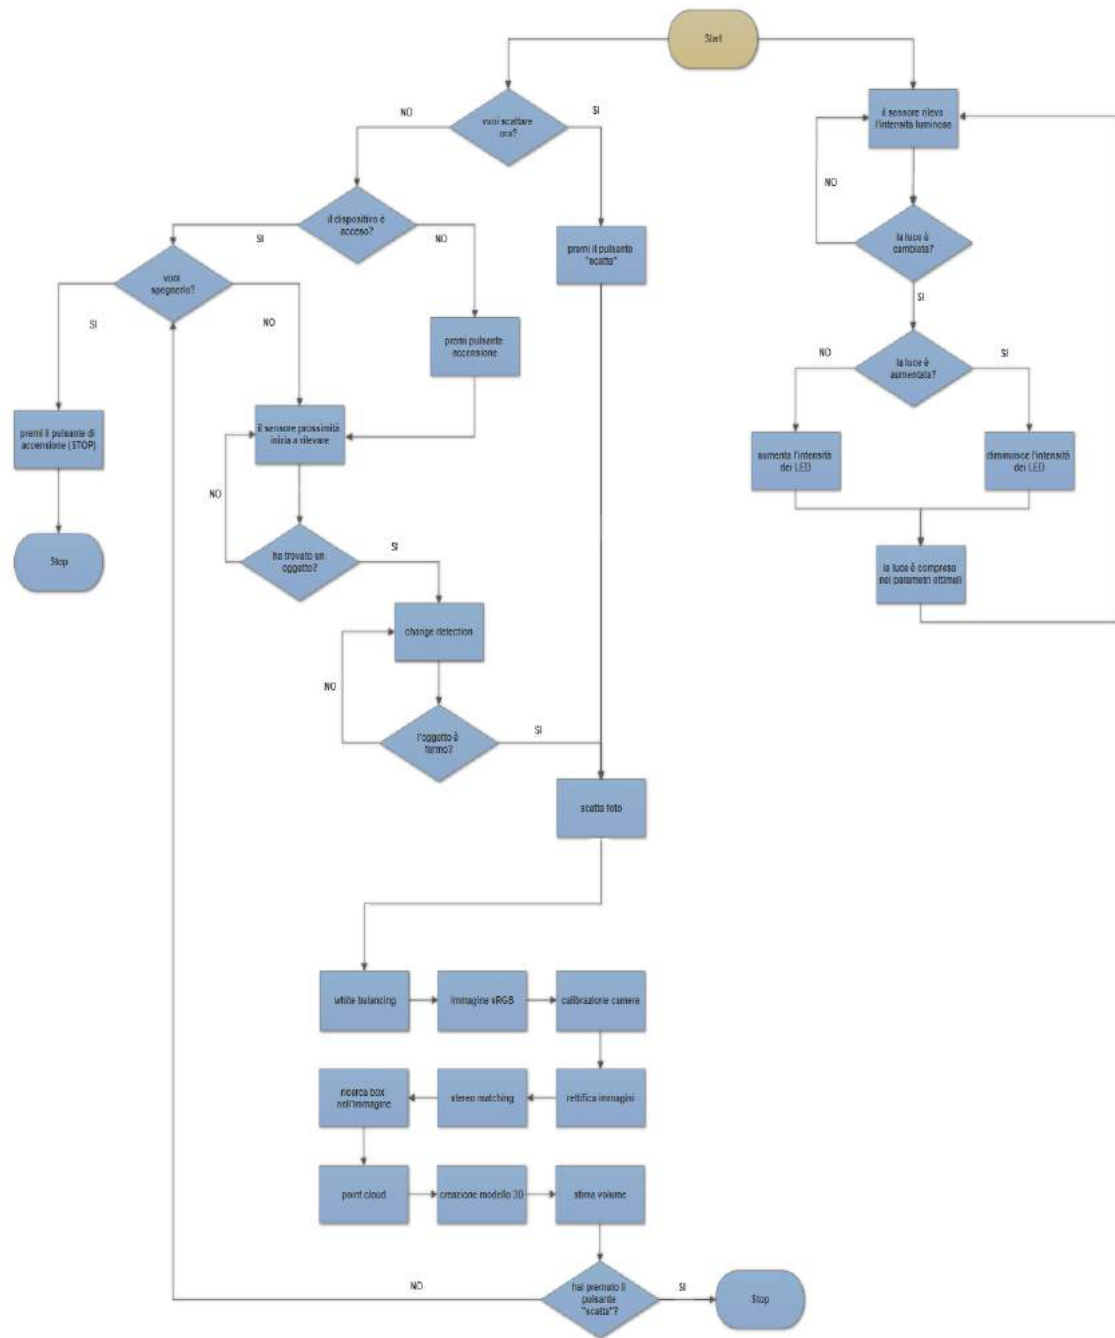 Start
vuoi scattare
ora?
NO
SI
il sensore rileva
l'intensità luminosa
NO
la luce è
cambiata?
SI
la luce è
aumentata?
NO
SI
aumenta l'intensità
dei LED
diminuisce l'intensità
dei LED
la luce è compresa
nei parametri ottimali
il dispositivo è
acceso?
SI
NO
premi il pulsante
"scatta"
vuoi
spegnerlo?
SI
NO
premi pulsante
accensione
premi il pulsante di
accensione (STOP)
Stop
il sensore prossimità
inizia a rilevare
NO
ha trovato un
oggetto?
SI
change detection
NO
l'oggetto è
fermo?
SI
scatta foto
white balancing
immagine sRGB
calibrazione camere
rettifica immagini
stereo matching
ricerca box
nell'immagine
point cloud
creazione modello 3D
stima volume
hai premuto il
pulsante
"scatta"?
NO
SI
Stop